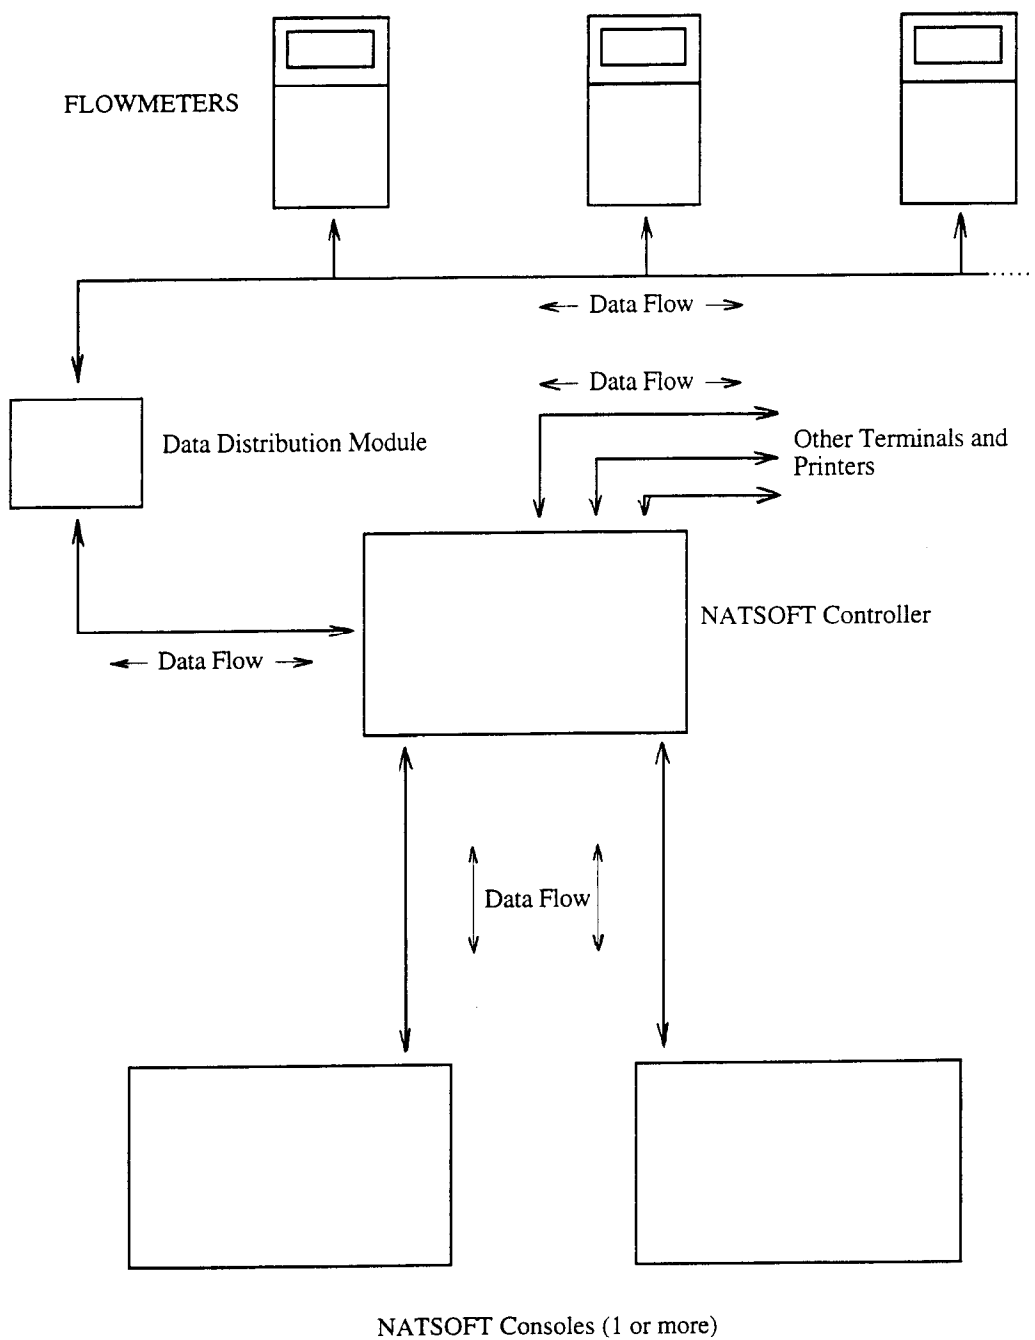 FLOWMETERS
Data Flow
Data Flow
Data Distribution Module
Other Terminals and
Printers
NATSOFT Controller
Data Flow
Data Flow
NATSOFT Consoles (1 or more)